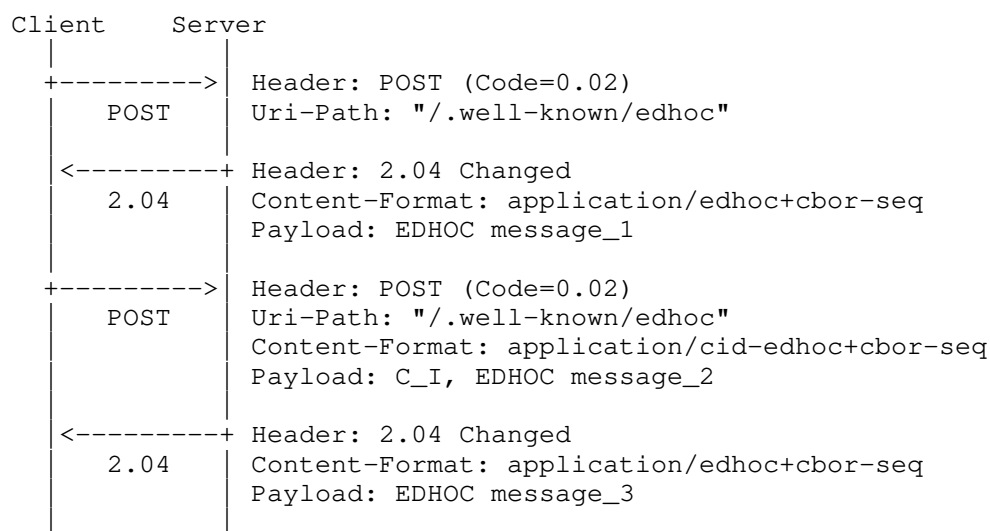 Client Server
+---------> Header: POST (Code=0.02)
POST Uri-Path: "/.well-known/edhoc"
<---------+ Header: 2.04 Changed
2.04 Content-Format: application/edhoc+cbor-seq
Payload: EDHOC message_1
+---------> Header: POST (Code=0.02)
POST Uri-Path: "/.well-known/edhoc"
Content-Format: application/cid-edhoc+cbor-seq
Payload: C_I, EDHOC message_2
<---------+ Header: 2.04 Changed
2.04 Content-Format: application/edhoc+cbor-seq
Payload: EDHOC message_3